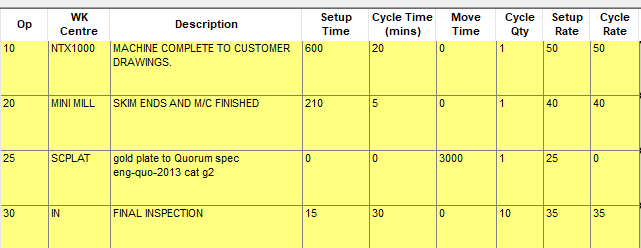 Op WK Centre Description Setup Time Cycle Time (mins) Move Time Cycle Qty Setup Rate Cycle Rate
10 NTX1000 MACHINE COMPLETE TO CUSTOMER 600 20 0 1 50 50
DRAWINGS.
20 MINI MILL SKIM ENDS AND M/C FINISHED 210 5 0 1 40 40
25 SCPLAT gold plate to Quorum spec 0 0 3000 1 25 0
eng-quo-2013 cat g2
30 IN FINAL INSPECTION 15 30 0 10 35 35